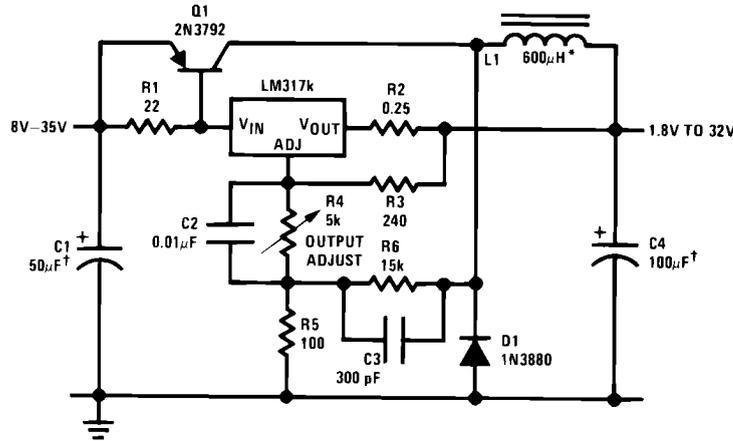 Q1
2N3792
L1
600μH*
R1
22
LM317k
R2
0.25
8V–35V
VIN
VOUT
ADJ
1.8V TO 32V
R4
5k
R3
240
C2
0.01μF
OUTPUT
ADJUST
R6
15k
+
C1
50μF†
+
C4
100μF†
R5
100
C3
300 pF
D1
1N3880